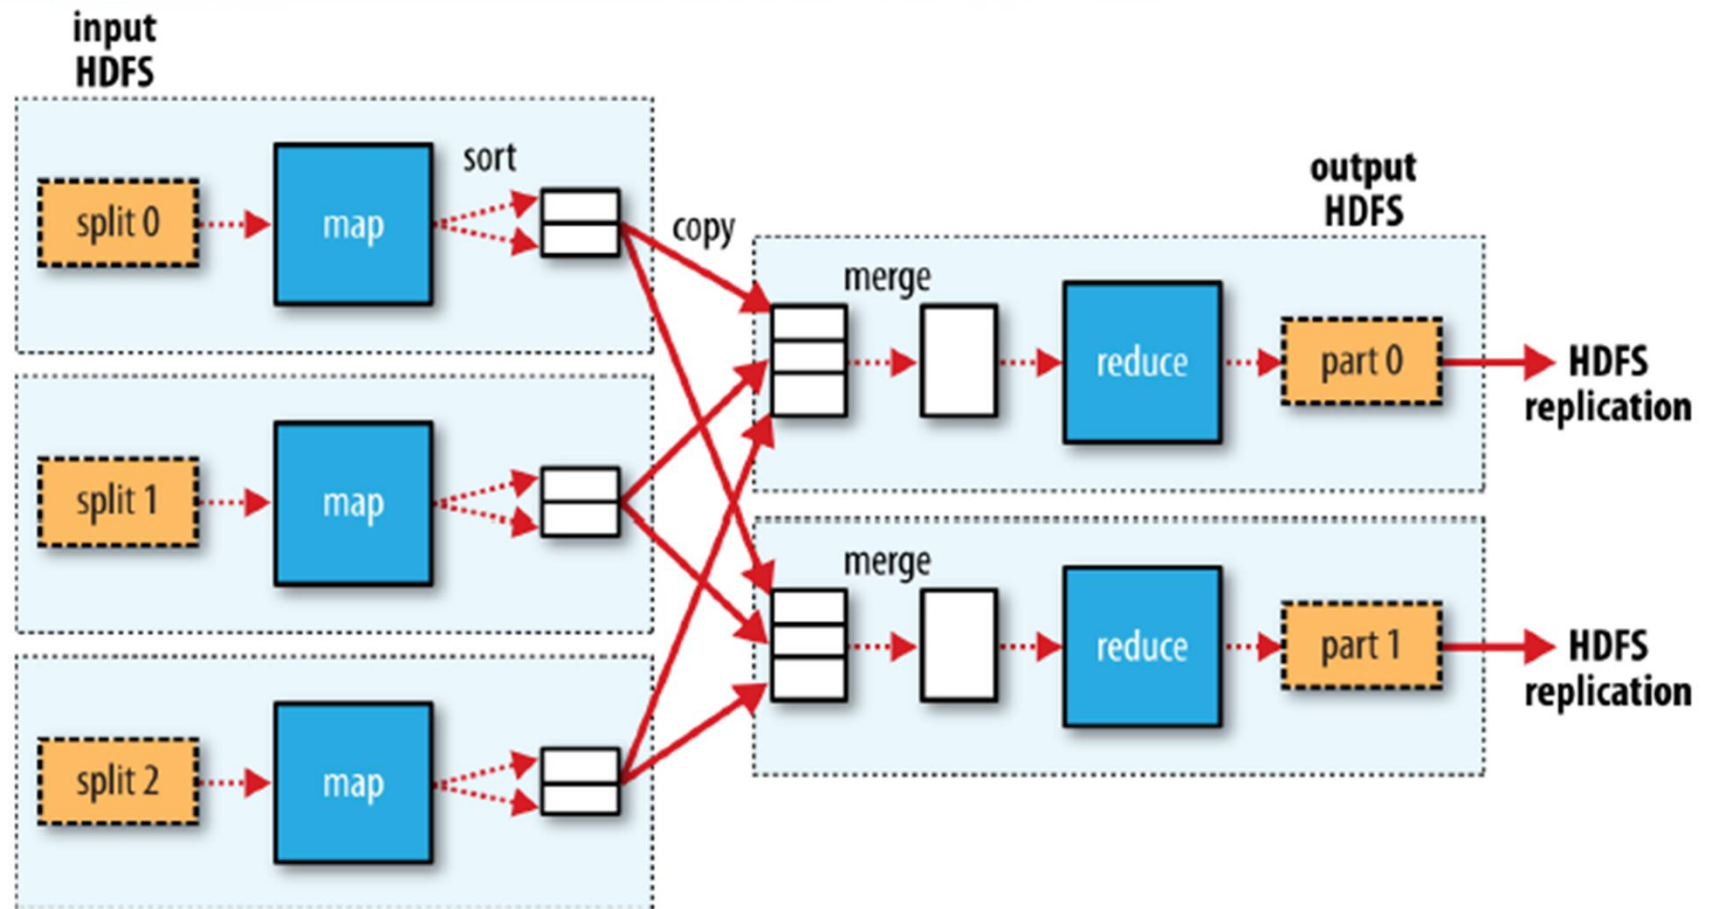 input
HDFS
split 0
map
sort
copy
split 1
map
split 2
map
output
HDFS
merge
reduce
part 0
HDFS
replication
merge
reduce
part 1
HDFS
replication